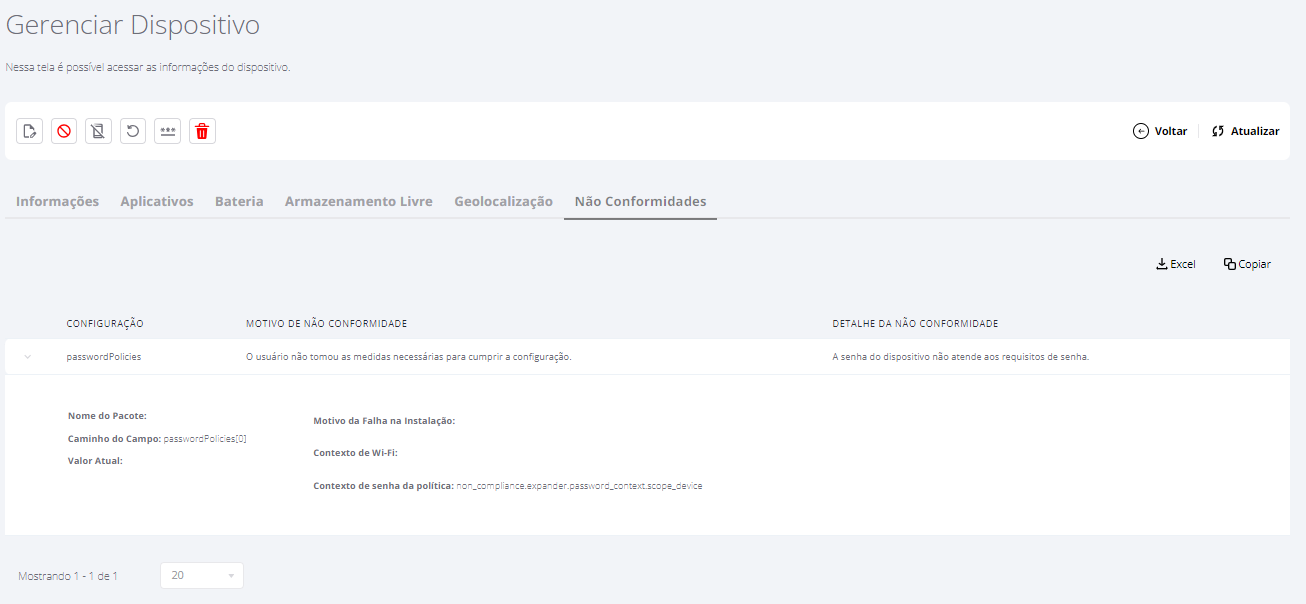 Gerenciar Dispositivo
Nessa tela é possível acessar as informações do dispositivo.
Voltar Atualizar
Informações Aplicativos Bateria Armazenamento Livre Geolocalização Não Conformidades
Excel Copiar
CONFIGURAÇÃO MOTIVO DE NÃO CONFORMIDADE DETALHE DA NÃO CONFORMIDADE
passwordPolicies O usuário não tomou as medidas necessárias para cumprir a configuração. A senha do dispositivo não atende aos requisitos de senha.
Nome do Pacote:
Caminho do Campo: passwordPolicies[0]
Valor Atual:
Motivo da Falha na Instalação:
Contexto de Wi-Fi:
Contexto de senha da política: non_compliance.expander.password_context.scope_device
Mostrando 1 - 1 de 1 20